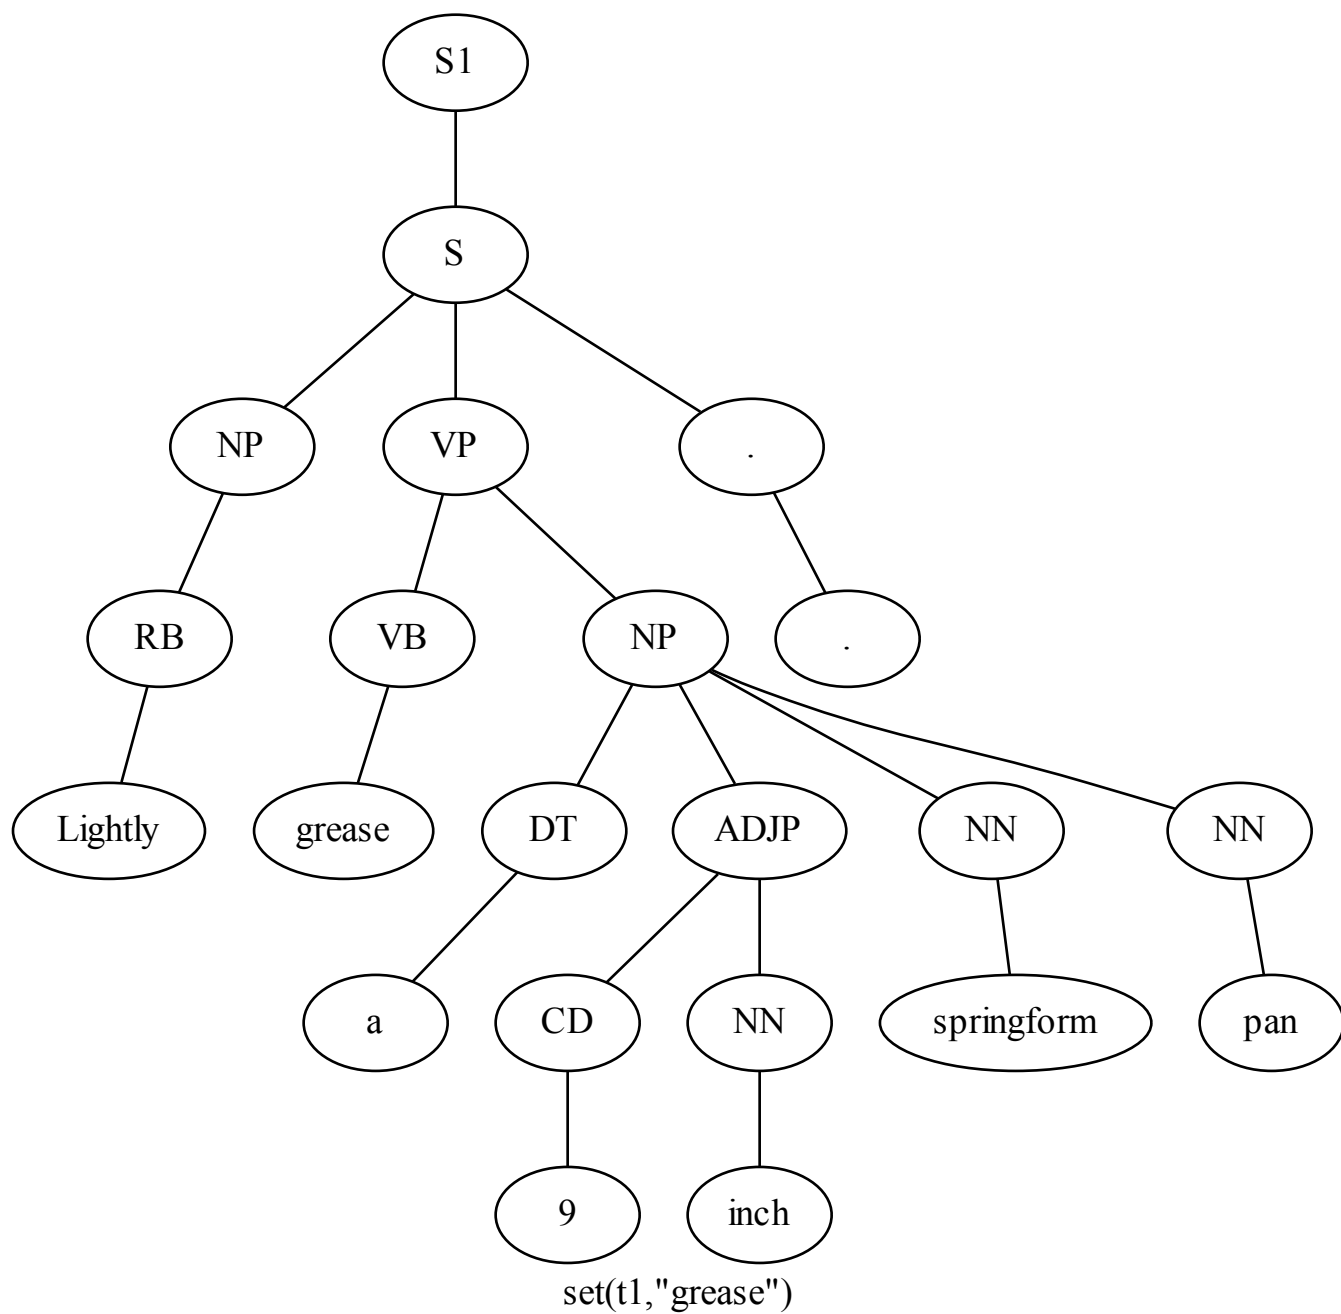 S1
S
NP VP .
RB VB NP .
Lightly grease DT ADJP NN NN
a CD NN springform pan
9 inch
set(t1,"grease")